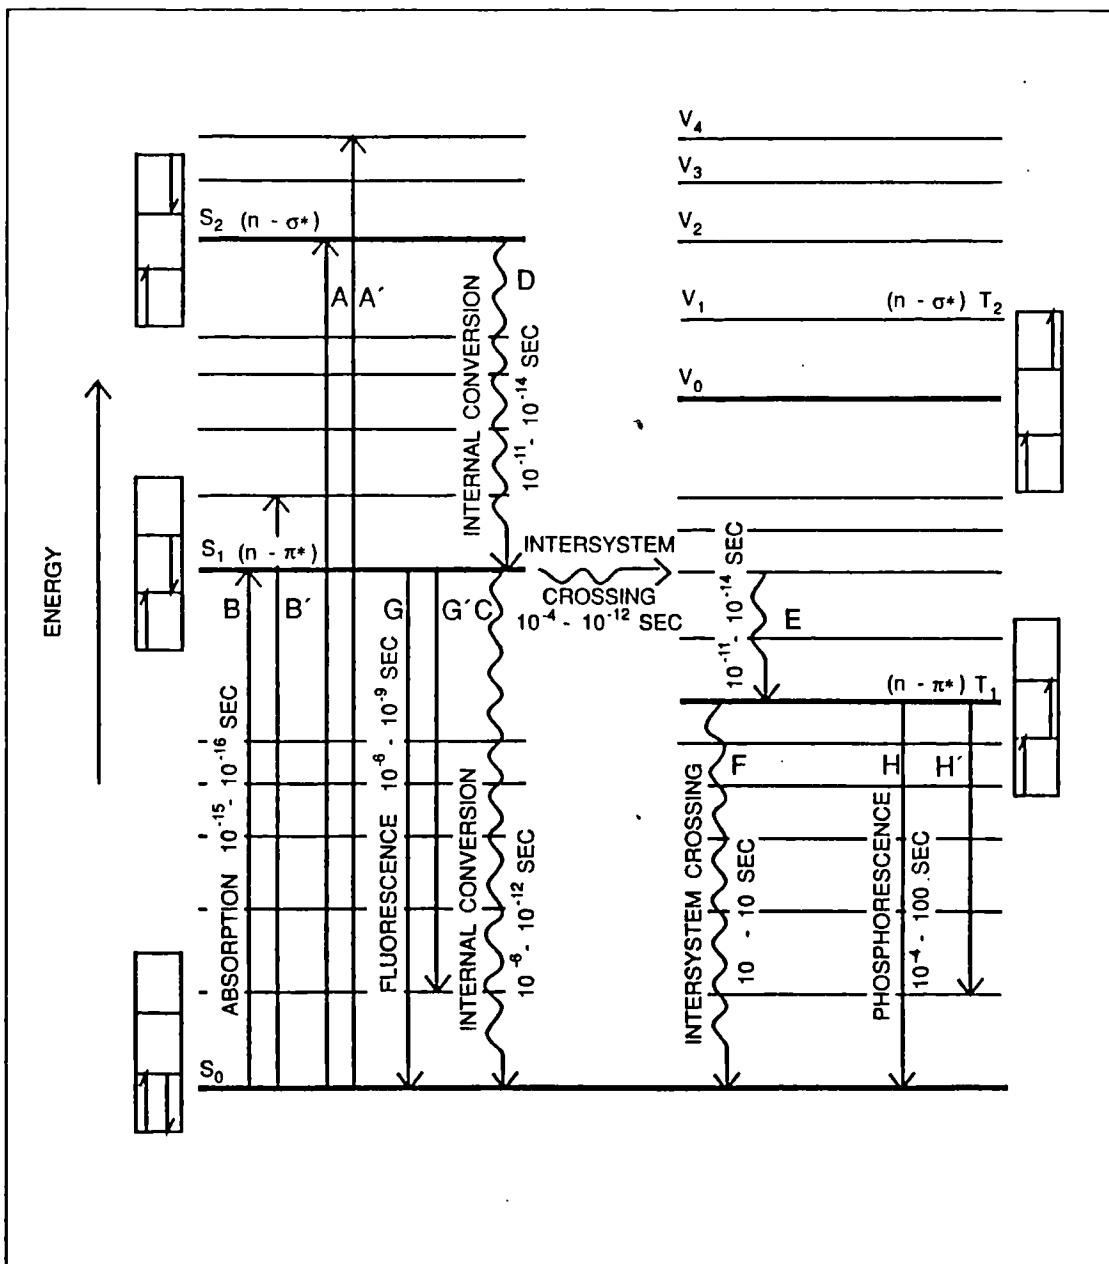 V₄
V₃
S₂ (n - σ*)
V₂
D
A A´
V₁
(n - σ*) T₂
INTERNAL CONVERSION
10⁻¹¹- 10⁻¹⁴ SEC
V₀
ENERGY
S₁ (n - π*)
INTERSYSTEM
CROSSING
10⁻⁴ - 10⁻¹² SEC
B B´
G G´ C
10⁻¹¹- 10⁻¹⁴ SEC
E
(n - π*) T₁
ABSORPTION 10⁻¹⁵- 10⁻¹⁶ SEC
FLUORESCENCE 10⁻⁶ - 10⁻⁹ SEC
INTERNAL CONVERSION
10⁻⁶ - 10⁻¹² SEC
F
H H´
INTERSYSTEM CROSSING
10 - 10 SEC
PHOSPHORESCENCE
10⁻⁴ - 100 SEC
S₀